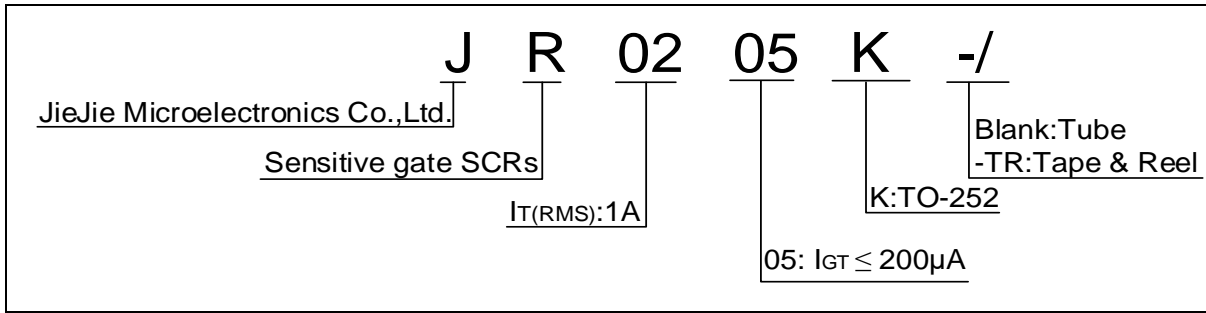 J R 02 05 K -/
JieJie Microelectronics Co.,Ltd.
Sensitive gate SCRs
IT(RMS):1A
05: IGT ≤ 200µA
K:TO-252
Blank:Tube
-TR:Tape & Reel